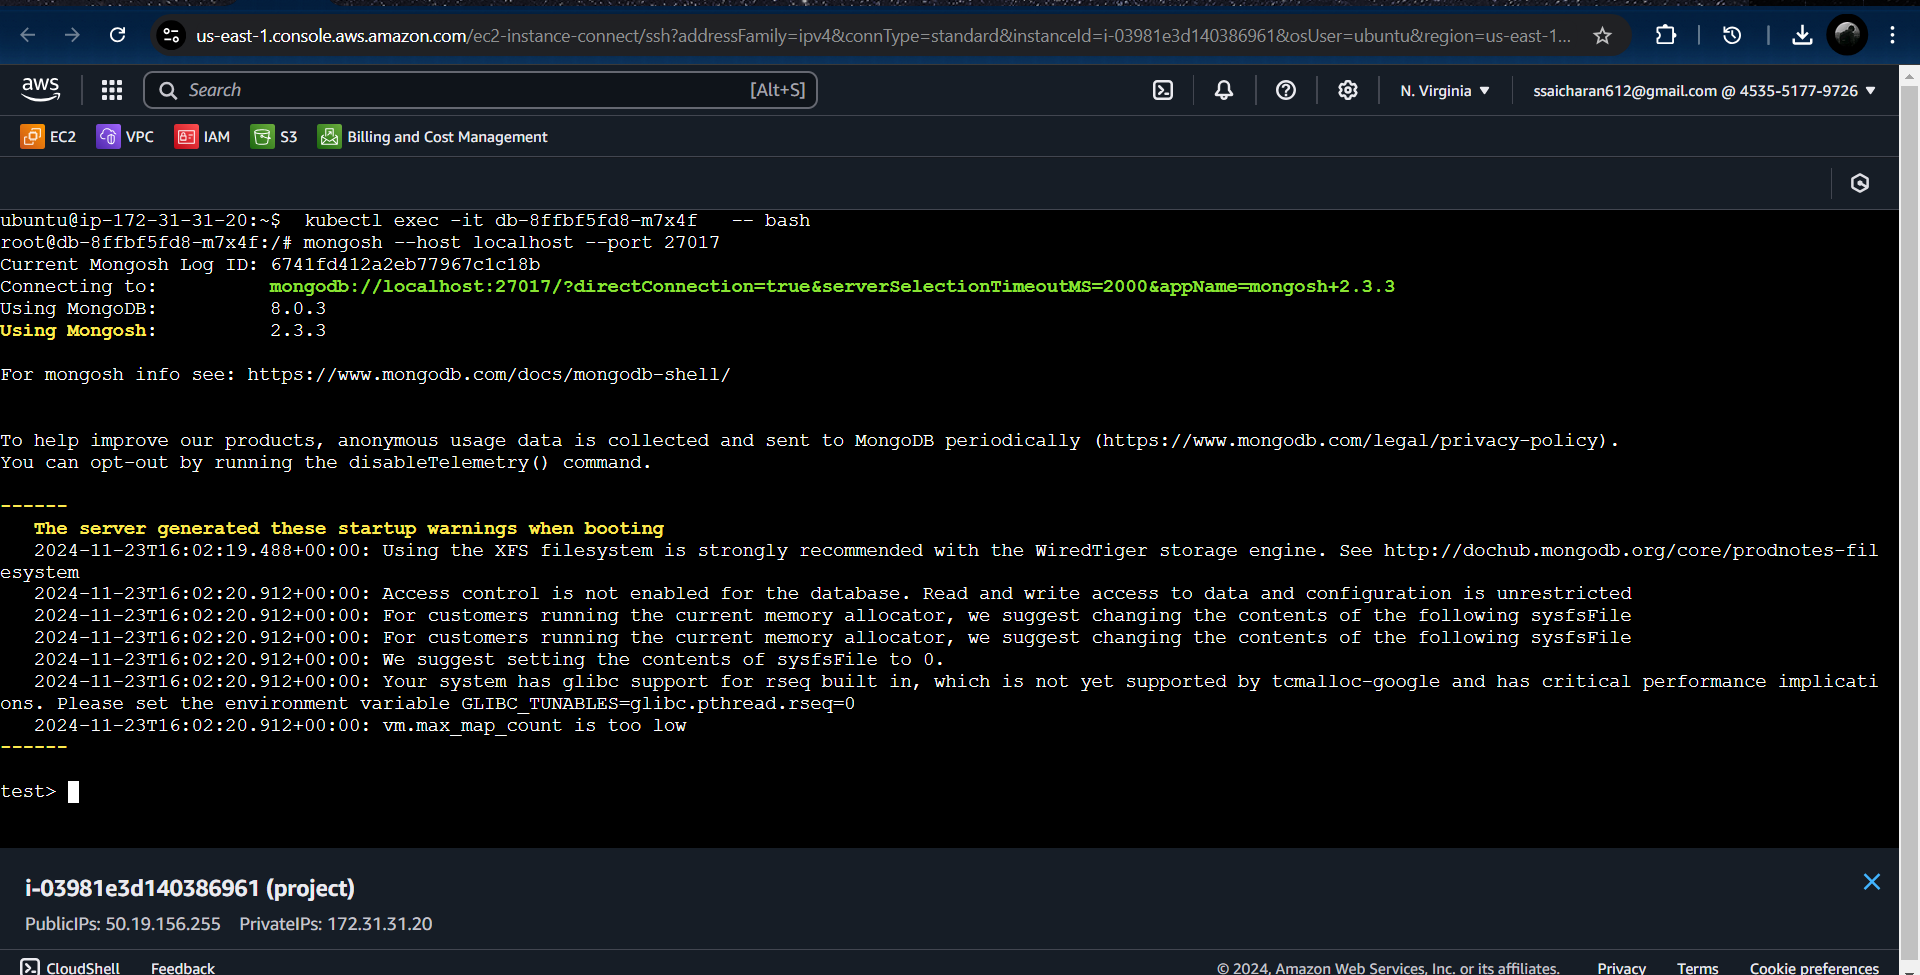 us-east-1.console.aws.amazon.com/ec2-instance-connect/ssh?addressFamily=ipv4&connType=standard&instanceId=i-03981e3d140386961&osUser=ubuntu&region=us-east-1...
aws Search [Alt+S] N. Virginia ▼ ssaicharan612@gmail.com @ 4535-5177-9726 ▼
EC2 VPC IAM S3 Billing and Cost Management
ubuntu@ip-172-31-31-20:~$  kubectl exec -it db-8ffbf5fd8-m7x4f   -- bash
root@db-8ffbf5fd8-m7x4f:/# mongosh --host localhost --port 27017
Current Mongosh Log ID: 6741fd412a2eb77967c1c18b
Connecting to:          mongodb://localhost:27017/?directConnection=true&serverSelectionTimeoutMS=2000&appName=mongosh+2.3.3
Using MongoDB:          8.0.3
Using Mongosh:          2.3.3
For mongosh info see: https://www.mongodb.com/docs/mongodb-shell/
To help improve our products, anonymous usage data is collected and sent to MongoDB periodically (https://www.mongodb.com/legal/privacy-policy).
You can opt-out by running the disableTelemetry() command.
------
   The server generated these startup warnings when booting
   2024-11-23T16:02:19.488+00:00: Using the XFS filesystem is strongly recommended with the WiredTiger storage engine. See http://dochub.mongodb.org/core/prodnotes-fil
esystem
   2024-11-23T16:02:20.912+00:00: Access control is not enabled for the database. Read and write access to data and configuration is unrestricted
   2024-11-23T16:02:20.912+00:00: For customers running the current memory allocator, we suggest changing the contents of the following sysfsFile
   2024-11-23T16:02:20.912+00:00: For customers running the current memory allocator, we suggest changing the contents of the following sysfsFile
   2024-11-23T16:02:20.912+00:00: We suggest setting the contents of sysfsFile to 0.
   2024-11-23T16:02:20.912+00:00: Your system has glibc support for rseq built in, which is not yet supported by tcmalloc-google and has critical performance implicati
ons. Please set the environment variable GLIBC_TUNABLES=glibc.pthread.rseq=0
   2024-11-23T16:02:20.912+00:00: vm.max_map_count is too low
------
test>
i-03981e3d140386961 (project)
PublicIPs: 50.19.156.255 PrivateIPs: 172.31.31.20
CloudShell Feedback © 2024, Amazon Web Services, Inc. or its affiliates. Privacy Terms Cookie preferences